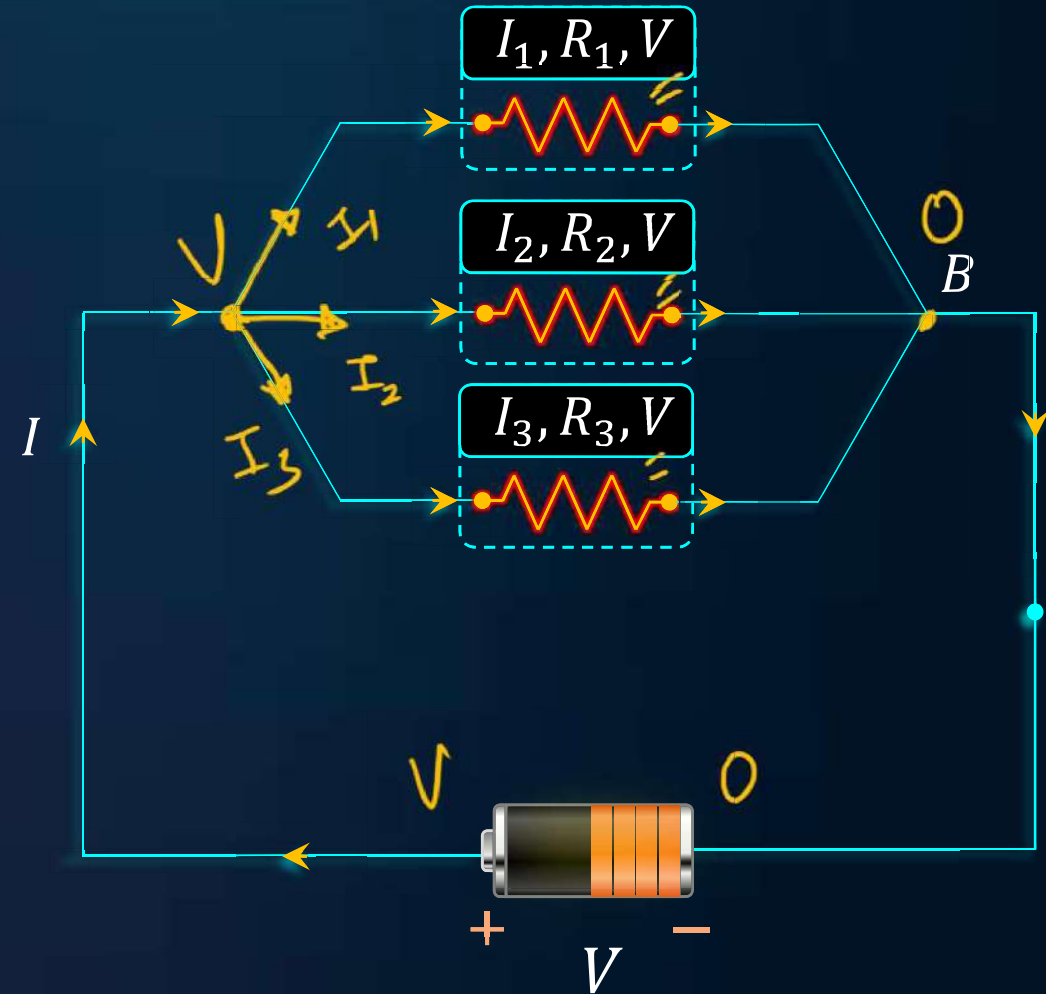 I₁, R₁, V
V
I₁
O
I₂, R₂, V
B
I₂
I
I₃
I₃, R₃, V
V
O
+
−
V